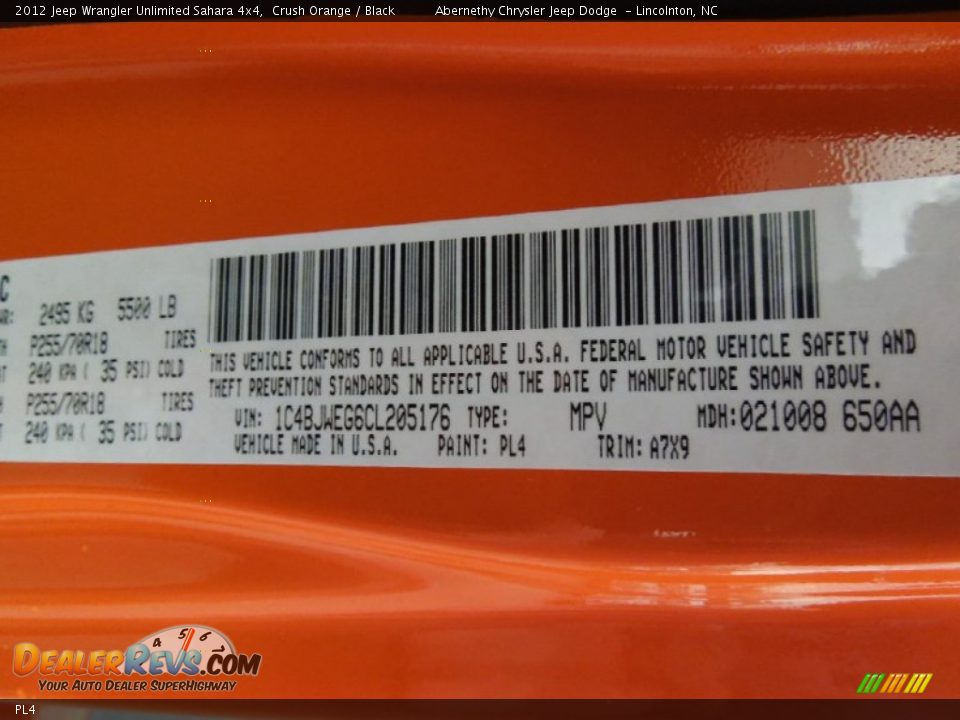 2012 Jeep Wrangler Unlimited Sahara 4x4, Crush Orange / Black Abernethy Chrysler Jeep Dodge - Lincolnton, NC
2495 KG 5500 LB
P255/70R18 TIRES
240 KPA ( 35 PSI) COLD
P255/70R18 TIRES
240 KPA ( 35 PSI) COLD
THIS VEHICLE CONFORMS TO ALL APPLICABLE U.S.A. FEDERAL MOTOR VEHICLE SAFETY AND
THEFT PREVENTION STANDARDS IN EFFECT ON THE DATE OF MANUFACTURE SHOWN ABOVE.
VIN: 1C4BJWEG6CL205176 TYPE: MPV MDH:021008 650AA
VEHICLE MADE IN U.S.A. PAINT: PL4 TRIM: A7X9
4 5 6
DealerRevs.com
Your Auto Dealer SuperHighway
PL4